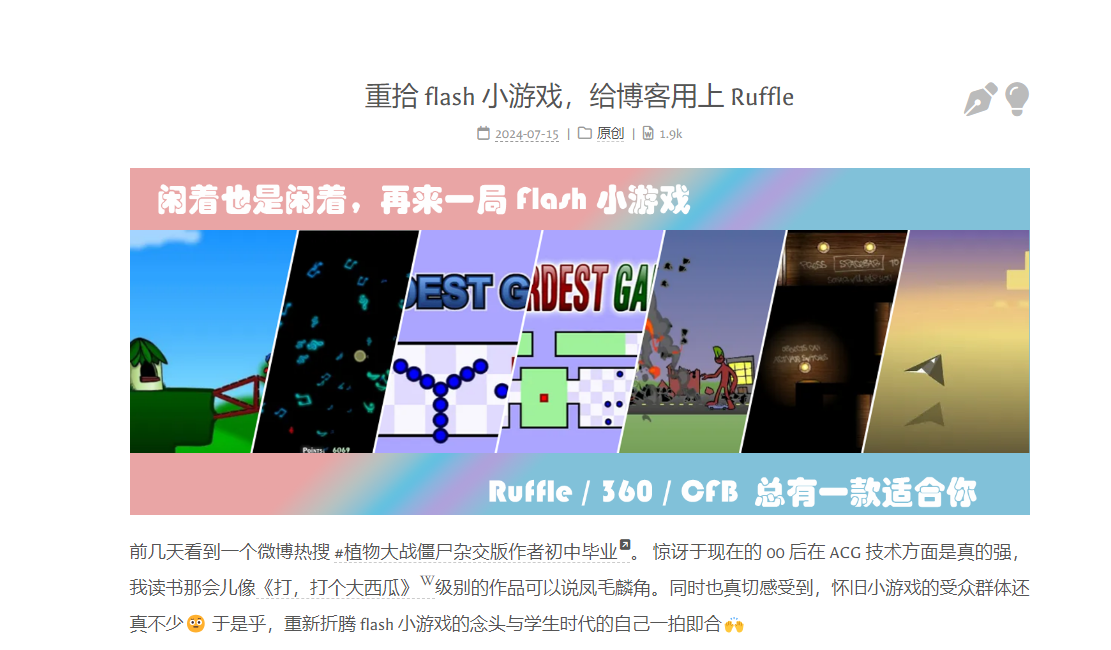 重拾 flash 小游戏，给博客用上 Ruffle
2024-07-15 | 原创 | 1.9k
闲着也是闲着，再来一局 Flash 小游戏
DEST G
RDEST GA
PRESS SPACEBAR TO
Points: 6069
Ruffle / 360 / CFB 总有一款适合你
前几天看到一个微博热搜 #植物大战僵尸杂交版作者初中毕业 。 惊讶于现在的 00 后在 ACG 技术方面是真的强，
我读书那会儿像《打，打个大西瓜》W级别的作品可以说凤毛麟角。同时也真切感受到，怀旧小游戏的受众群体还
真不少😳 于是乎，重新折腾 flash 小游戏的念头与学生时代的自己一拍即合🙌